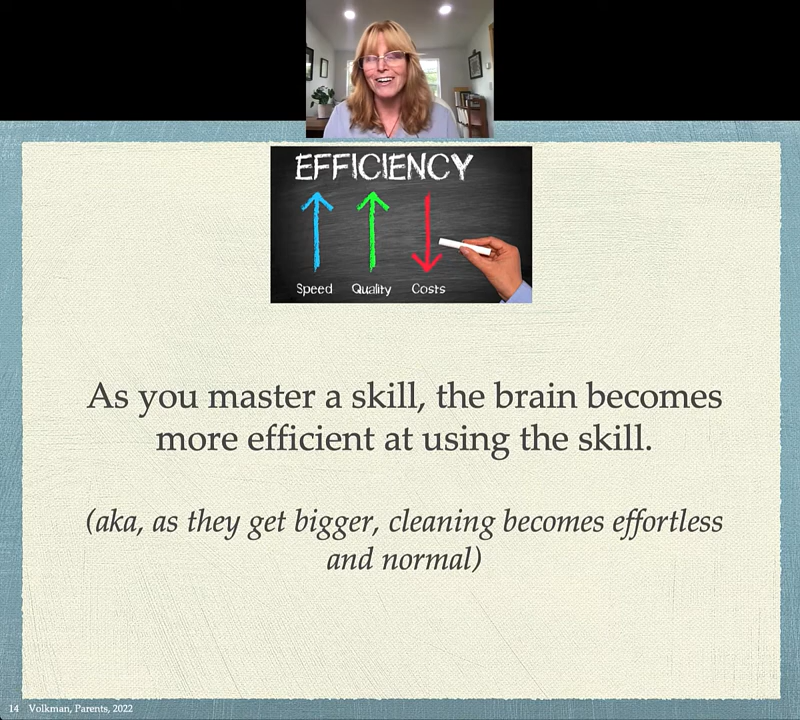 EFFICIENCY
Speed Quality Costs
As you master a skill, the brain becomes
more efficient at using the skill.
(aka, as they get bigger, cleaning becomes effortless
and normal)
14 Volkman, Parents, 2022